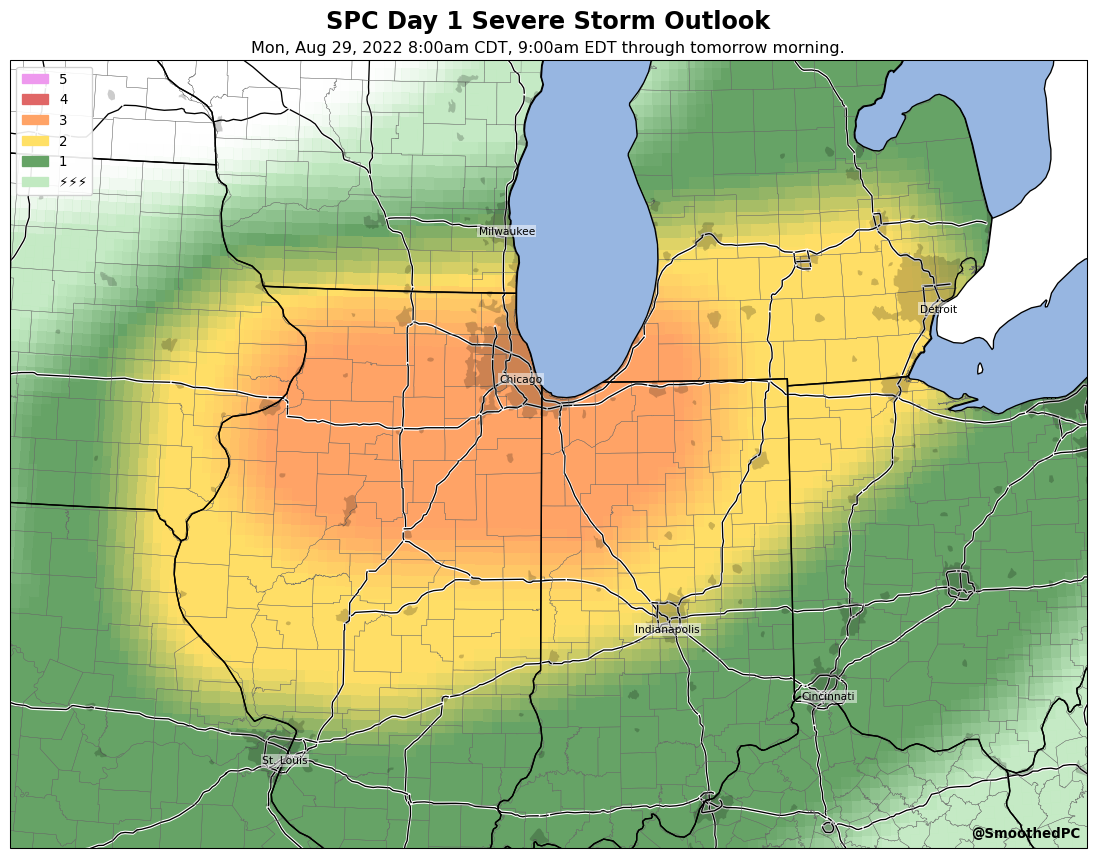 SPC Day 1 Severe Storm Outlook
Mon, Aug 29, 2022 8:00am CDT, 9:00am EDT through tomorrow morning.
5
4
3
2
1
⚡⚡⚡
Milwaukee
Detroit
Chicago
Indianapolis
Cincinnati
St. Louis
@SmoothedPC